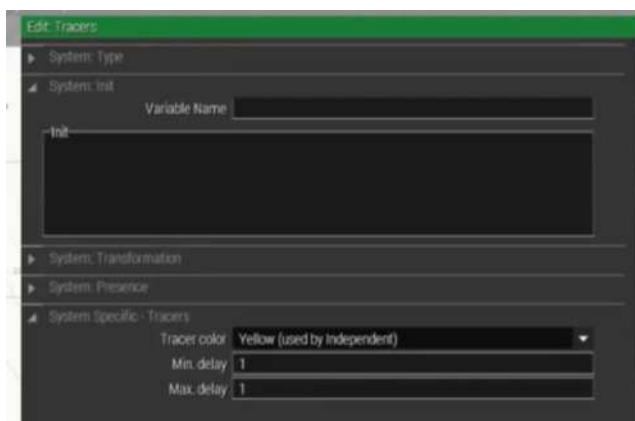 Edit: Tracers
System: Type
System: Init
Variable Name
Init
System: Transformation
System: Presence
System Specific - Tracers
Tracer color Yellow (used by Independent)
Min. delay 1
Max. delay 1